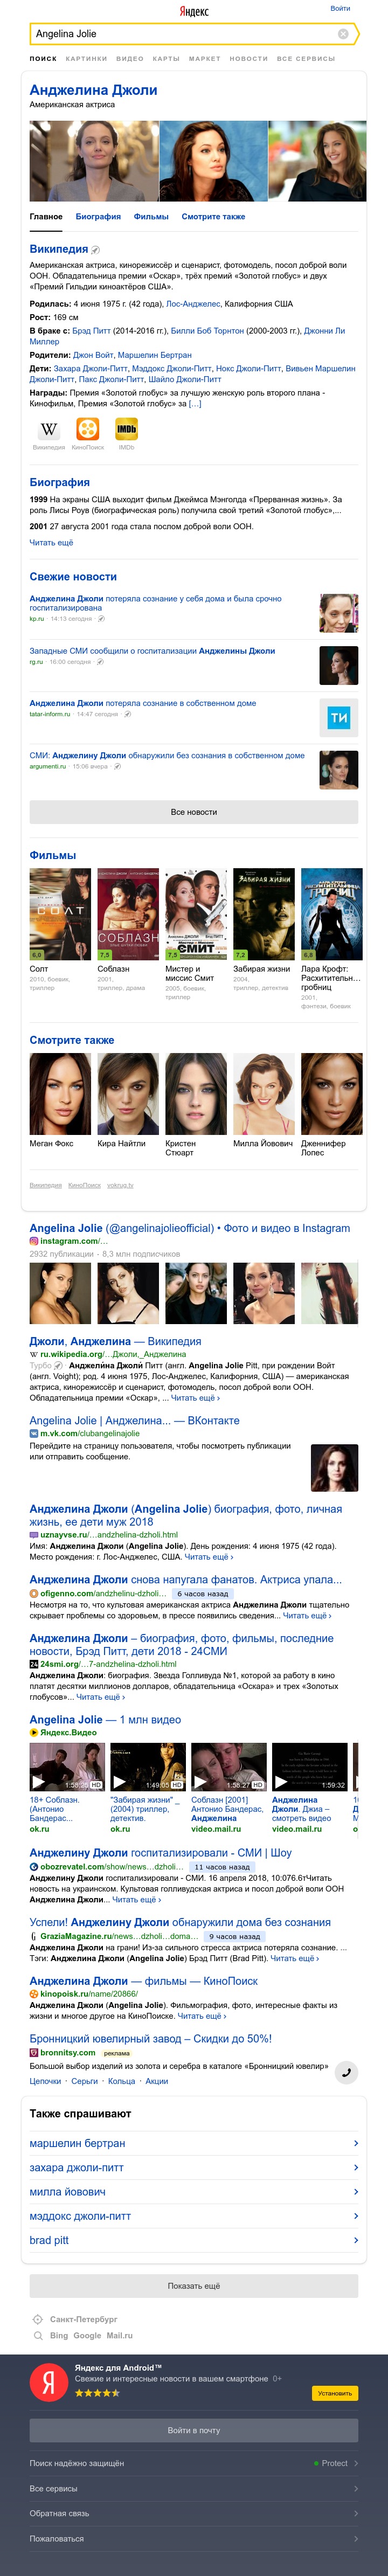 Яндекс
Войти
Angelina Jolie
ПОИСК КАРТИНКИ ВИДЕО КАРТЫ МАРКЕТ НОВОСТИ ВСЕ СЕРВИСЫ
Анджелина Джоли
Американская актриса
Главное Биография Фильмы Смотрите также
Википедия
Американская актриса, кинорежиссёр и сценарист, фотомодель, посол доброй воли
ООН. Обладательница премии «Оскар», трёх премий «Золотой глобус» и двух
«Премий Гильдии киноактёров США».
Родилась: 4 июня 1975 г. (42 года), Лос-Анджелес, Калифорния США
Рост: 169 см
В браке с: Брэд Питт (2014-2016 гг.), Билли Боб Торнтон (2000-2003 гг.), Джонни Ли
Миллер
Родители: Джон Войт, Маршелин Бертран
Дети: Захара Джоли-Питт, Мэддокс Джоли-Питт, Нокс Джоли-Питт, Вивьен Маршелин
Джоли-Питт, Пакс Джоли-Питт, Шайло Джоли-Питт
Награды: Премия «Золотой глобус» за лучшую женскую роль второго плана -
Кинофильм, Премия «Золотой глобус» за […]
W IMDb
Википедия КиноПоиск IMDb
Биография
1999 На экраны США выходит фильм Джеймса Мэнголда «Прерванная жизнь». За
роль Лисы Роув (биографическая роль) получила свой третий «Золотой глобус»,...
2001 27 августа 2001 года стала послом доброй воли ООН.
Читать ещё
Свежие новости
Анджелина Джоли потеряла сознание у себя дома и была срочно
госпитализирована
kp.ru · 14:13 сегодня ·
Западные СМИ сообщили о госпитализации Анджелины Джоли
rg.ru · 16:00 сегодня ·
Анджелина Джоли потеряла сознание в собственном доме
tatar-inform.ru · 14:47 сегодня ·
ТИ
СМИ: Анджелину Джоли обнаружили без сознания в собственном доме
argumenti.ru · 15:06 вчера ·
Все новости
Фильмы
СОЛТ СОБЛАЗН СМИТ Забирая жизни
6,0 7,5 7,5 7,2 6,8
Солт Соблазн Мистер и миссис Смит Забирая жизни Лара Крофт: Расхитительн… гробниц
2010, боевик, триллер 2001, триллер, драма 2005, боевик, триллер 2004, триллер, детектив 2001, фэнтези, боевик
Смотрите также
Меган Фокс Кира Найтли Кристен Стюарт Милла Йовович Дженнифер Лопес
Википедия КиноПоиск vokrug.tv
Angelina Jolie (@angelinajolieofficial) • Фото и видео в Instagram
instagram.com/…
2932 публикации · 8,3 млн подписчиков
Джоли, Анджелина — Википедия
W ru.wikipedia.org/…Джоли,_Анджелина
Турбо · Анджели́на Джоли́ Питт (англ. Angelina Jolie Pitt, при рождении Войт
(англ. Voight); род. 4 июня 1975, Лос-Анджелес, Калифорния, США) — американская
актриса, кинорежиссёр и сценарист, фотомодель, посол доброй воли ООН.
Обладательница премии «Оскар», ... Читать ещё ›
Angelina Jolie | Анджелина... — ВКонтакте
m.vk.com/clubangelinajolie
Перейдите на страницу пользователя, чтобы посмотреть публикации
или отправить сообщение.
Анджелина Джоли (Angelina Jolie) биография, фото, личная
жизнь, ее дети муж 2018
uznayvse.ru/…andzhelina-dzholi.html
Имя: Анджелина Джоли (Angelina Jolie). День рождения: 4 июня 1975 (42 года).
Место рождения: г. Лос-Анджелес, США. Читать ещё ›
Анджелина Джоли снова напугала фанатов. Актриса упала...
ofigenno.com/andzhelinu-dzholi… 6 часов назад
Несмотря на то, что культовая американская актриса Анджелина Джоли тщательно
скрывает проблемы со здоровьем, в прессе появились сведения... Читать ещё ›
Анджелина Джоли – биография, фото, фильмы, последние
новости, Брэд Питт, дети 2018 - 24СМИ
24 24smi.org/…7-andzhelina-dzholi.html
Анджелина Джоли: биография. Звезда Голливуда №1, которой за работу в кино
платят десятки миллионов долларов, обладательница «Оскара» и трех «Золотых
глобусов»... Читать ещё ›
Angelina Jolie — 1 млн видео
Яндекс.Видео
1:56:26 HD 1:49:05 HD 1:56:27 HD 1:59:32
18+ Соблазн. (Антонио Бандерас...
ok.ru
"Забирая жизни" _ (2004) триллер, детектив.
ok.ru
Соблазн [2001] Антонио Бандерас, Анджелина
video.mail.ru
Анджелина Джоли. Джиа – смотреть видео
video.mail.ru
Анджелину Джоли госпитализировали - СМИ | Шоу
obozrevatel.com/show/news…dzholi… 11 часов назад
Анджелину Джоли госпитализировали - СМИ. 16 апреля 2018, 10:076.6тЧитать
новость на украинском. Культовая голливудская актриса и посол доброй воли ООН
Анджелина Джоли... Читать ещё ›
Успели! Анджелину Джоли обнаружили дома без сознания
GraziaMagazine.ru/news…dzholi…doma… 9 часов назад
Анджелина Джоли на грани! Из-за сильного стресса актриса потеряла сознание. ...
Тэги: Анджелина Джоли (Angelina Jolie) Брэд Питт (Brad Pitt). Читать ещё ›
Анджелина Джоли — фильмы — КиноПоиск
kinopoisk.ru/name/20866/
Анджелина Джоли (Angelina Jolie). Фильмография, фото, интересные факты из
жизни и многое другое на КиноПоиске. Читать ещё ›
Бронницкий ювелирный завод – Скидки до 50%!
bronnitsy.com реклама
Большой выбор изделий из золота и серебра в каталоге «Бронницкий ювелир»
Цепочки · Серьги · Кольца · Акции
Также спрашивают
маршелин бертран
захара джоли-питт
милла йовович
мэддокс джоли-питт
brad pitt
Показать ещё
Санкт-Петербург
Bing Google Mail.ru
Я
Яндекс для Android™
Свежие и интересные новости в вашем смартфоне 0+
Установить
Войти в почту
Поиск надёжно защищён Protect
Все сервисы
Обратная связь
Пожаловаться